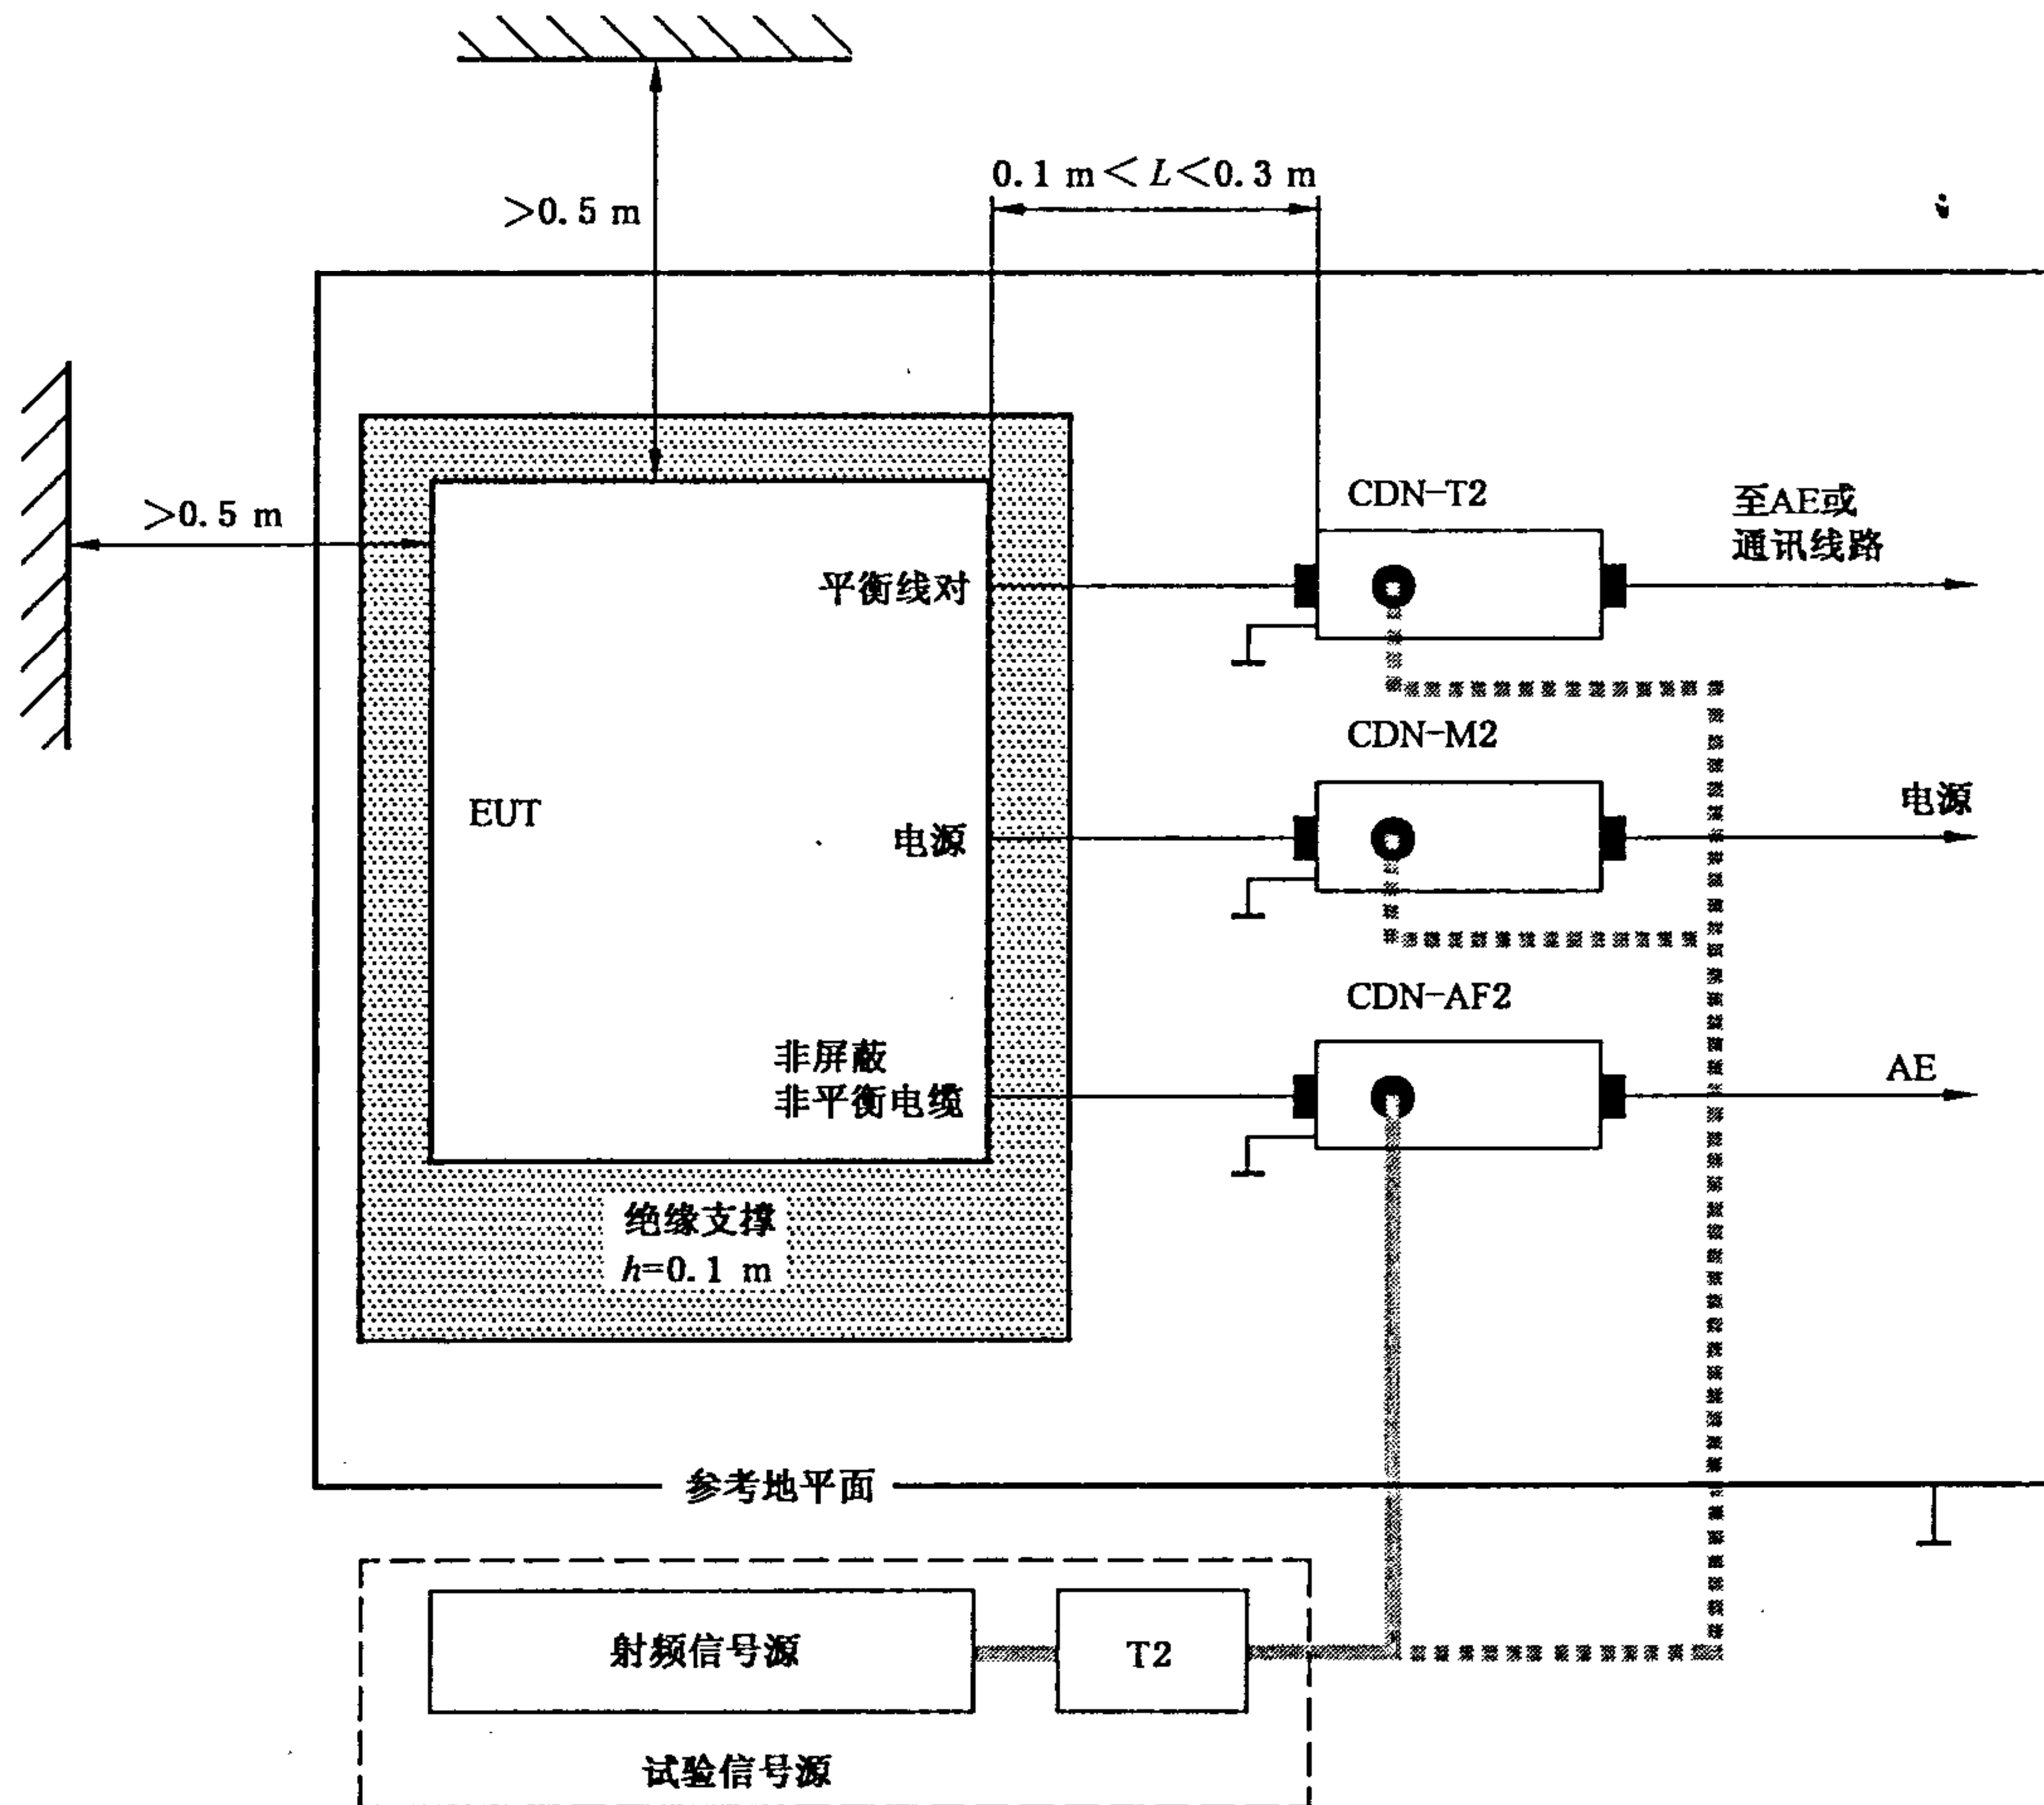 0.1 m<L<0.3 m
>0.5 m
>0.5 m
CDN-T2
至AE或
通讯线路
平衡线对
CDN-M2
电源
EUT
电源
CDN-AF2
非屏蔽
非平衡电缆
AE
绝缘支撑
h=0.1 m
参考地平面
射频信号源
T2
试验信号源